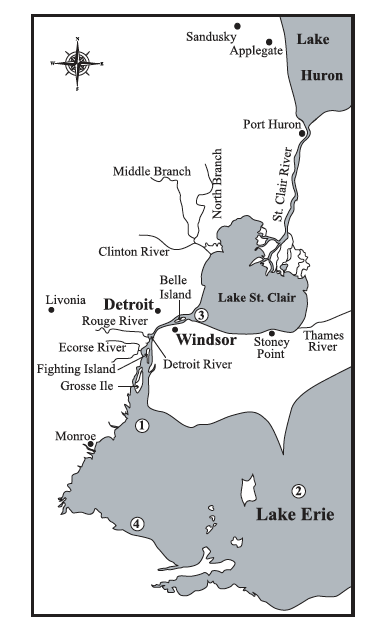 Sandusky
Applegate
Lake
Huron
N
W
E
S
Port Huron
Middle Branch
North Branch
St. Clair River
Clinton River
Belle
Island
Lake St. Clair
Livonia
Detroit
Rouge River
3
Windsor
Thames
River
Stoney
Point
Ecorse River
Fighting Island
Detroit River
Grosse Ile
1
Monroe
2
Lake Erie
4